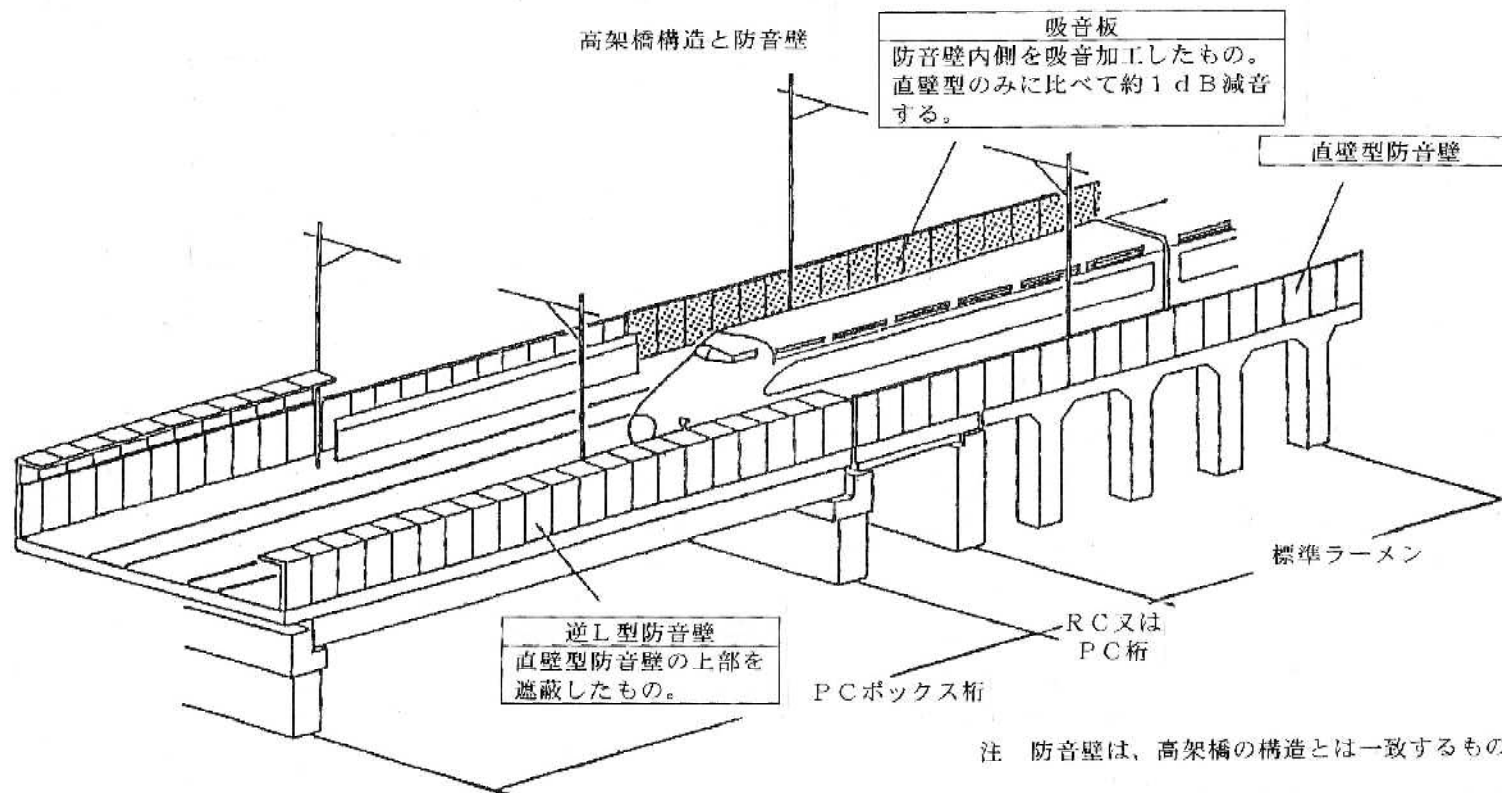 高架橋構造と防音壁
吸音板
防音壁内側を吸音加工したもの。
直壁型のみに比べて約1dB減音
する。
直壁型防音壁
逆L型防音壁
直壁型防音壁の上部を
遮蔽したもの。
標準ラーメン
RC又は
PC桁
PCボックス桁
注 防音壁は、高架橋の構造とは一致するもの